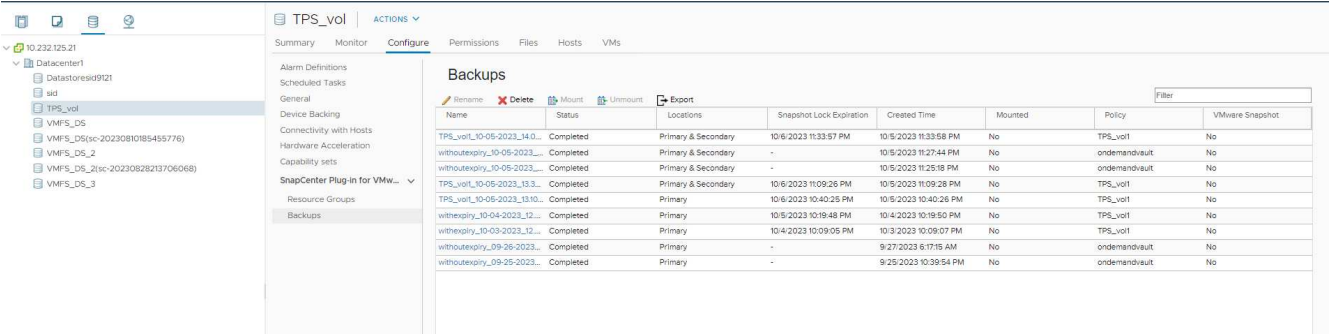 TPS_vol ACTIONS
Summary Monitor Configure Permissions Files Hosts VMs
10.232.125.21
Datacenter1
Datastoresid9121
sid
TPS_vol
VMFS_DS
VMFS_DS(sc-20230810185455776)
VMFS_DS_2
VMFS_DS_2(sc-20230828213706068)
VMFS_DS_3
Alarm Definitions
Scheduled Tasks
General
Device Backing
Connectivity with Hosts
Hardware Acceleration
Capability sets
SnapCenter Plug-in for VMw...
Resource Groups
Backups
Backups
Rename Delete Mount Unmount Export Filter
Name Status Locations Snapshot Lock Expiration Created Time Mounted Policy VMware Snapshot
TPS_vol1_10-05-2023_14.0... Completed Primary & Secondary 10/6/2023 11:33:57 PM 10/5/2023 11:33:58 PM No TPS_vol1 No
withoutexpiry_10-05-2023_... Completed Primary & Secondary - 10/5/2023 11:27:44 PM No ondemandvault No
withoutexpiry_10-05-2023_... Completed Primary & Secondary - 10/5/2023 11:25:18 PM No ondemandvault No
TPS_vol1_10-05-2023_13.3... Completed Primary & Secondary 10/6/2023 11:09:26 PM 10/5/2023 11:09:28 PM No TPS_vol1 No
TPS_vol1_10-05-2023_13.10... Completed Primary 10/6/2023 10:40:25 PM 10/5/2023 10:40:26 PM No TPS_vol1 No
withexpiry_10-04-2023_12.... Completed Primary 10/5/2023 10:19:48 PM 10/4/2023 10:19:50 PM No TPS_vol1 No
withexpiry_10-03-2023_12.... Completed Primary 10/4/2023 10:09:05 PM 10/3/2023 10:09:07 PM No TPS_vol1 No
withoutexpiry_09-26-2023... Completed Primary - 9/27/2023 6:17:15 AM No ondemandvault No
withoutexpiry_09-25-2023... Completed Primary - 9/25/2023 10:39:54 PM No ondemandvault No